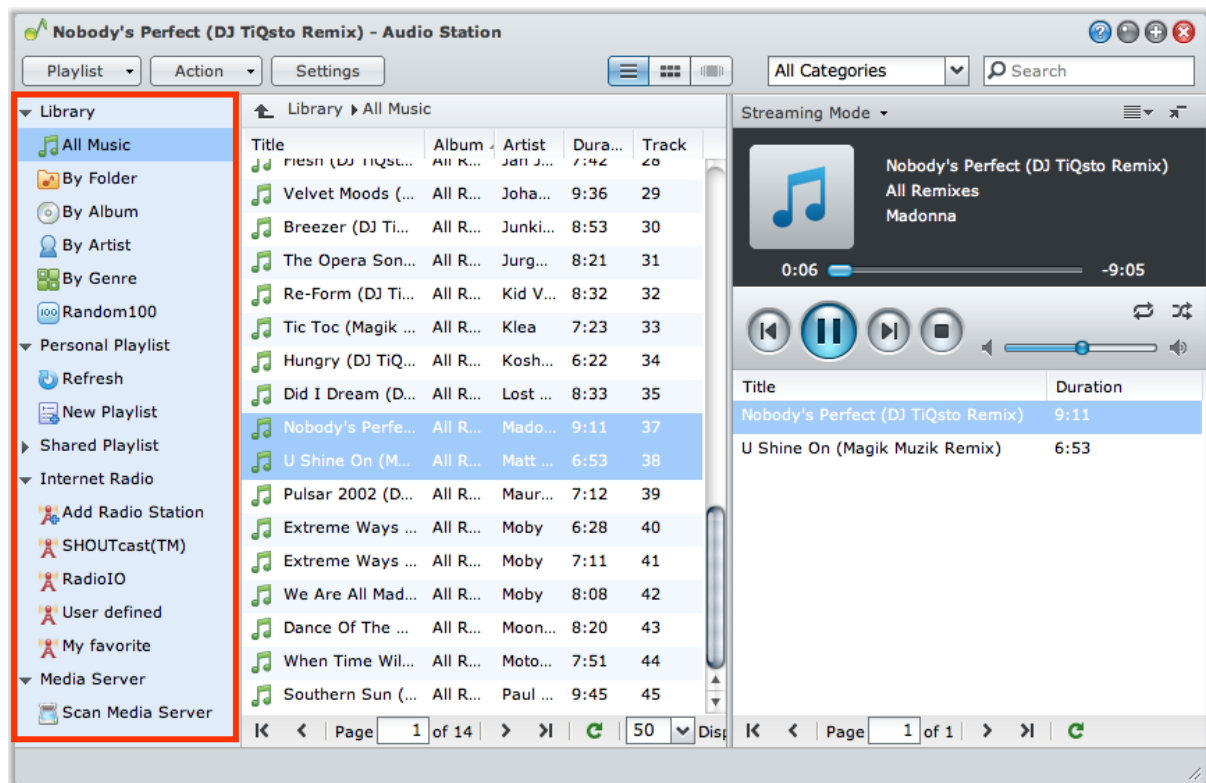 Nobody's Perfect (DJ TiQsto Remix) - Audio Station
Playlist Action Settings All Categories Search
Library
All Music
By Folder
By Album
By Artist
By Genre
Random100
Personal Playlist
Refresh
New Playlist
Shared Playlist
Internet Radio
Add Radio Station
SHOUTcast(TM)
RadioIO
User defined
My favorite
Media Server
Scan Media Server
Library All Music
Title Album Artist Dura... Track
Flesh (DJ TiQst... All R... Jan J... 7:42 28
Velvet Moods (... All R... Joha... 9:36 29
Breezer (DJ Ti... All R... Junki... 8:53 30
The Opera Son... All R... Jurg... 8:21 31
Re-Form (DJ Ti... All R... Kid V... 8:32 32
Tic Toc (Magik ... All R... Klea 7:23 33
Hungry (DJ TiQ... All R... Kosh... 6:22 34
Did I Dream (D... All R... Lost ... 8:33 35
Nobody's Perfe... All R... Mado... 9:11 37
U Shine On (M... All R... Matt ... 6:53 38
Pulsar 2002 (D... All R... Maur... 7:12 39
Extreme Ways ... All R... Moby 6:28 40
Extreme Ways ... All R... Moby 7:11 41
We Are All Mad... All R... Moby 8:08 42
Dance Of The ... All R... Moon... 8:20 43
When Time Wil... All R... Moto... 7:51 44
Southern Sun (... All R... Paul ... 9:45 45
Page 1 of 14 50 Disp
Streaming Mode
Nobody's Perfect (DJ TiQsto Remix)
All Remixes
Madonna
0:06 -9:05
Title Duration
Nobody's Perfect (DJ TiQsto Remix) 9:11
U Shine On (Magik Muzik Remix) 6:53
Page 1 of 1